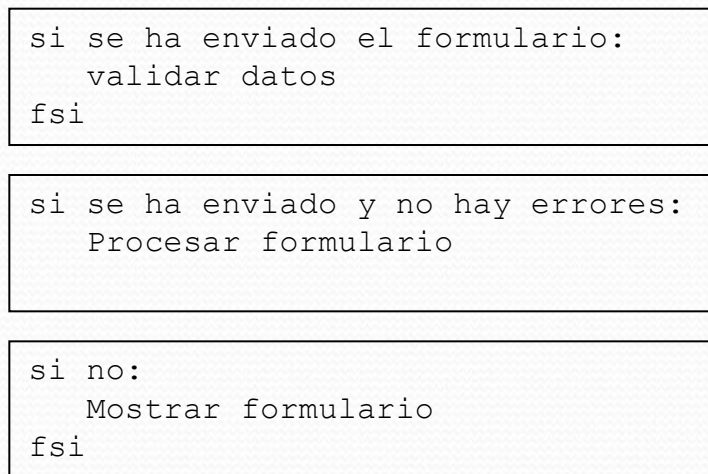 si se ha enviado el formulario:
validar datos
fsi
si se ha enviado y no hay errores:
Procesar formulario
si no:
Mostrar formulario
fsi